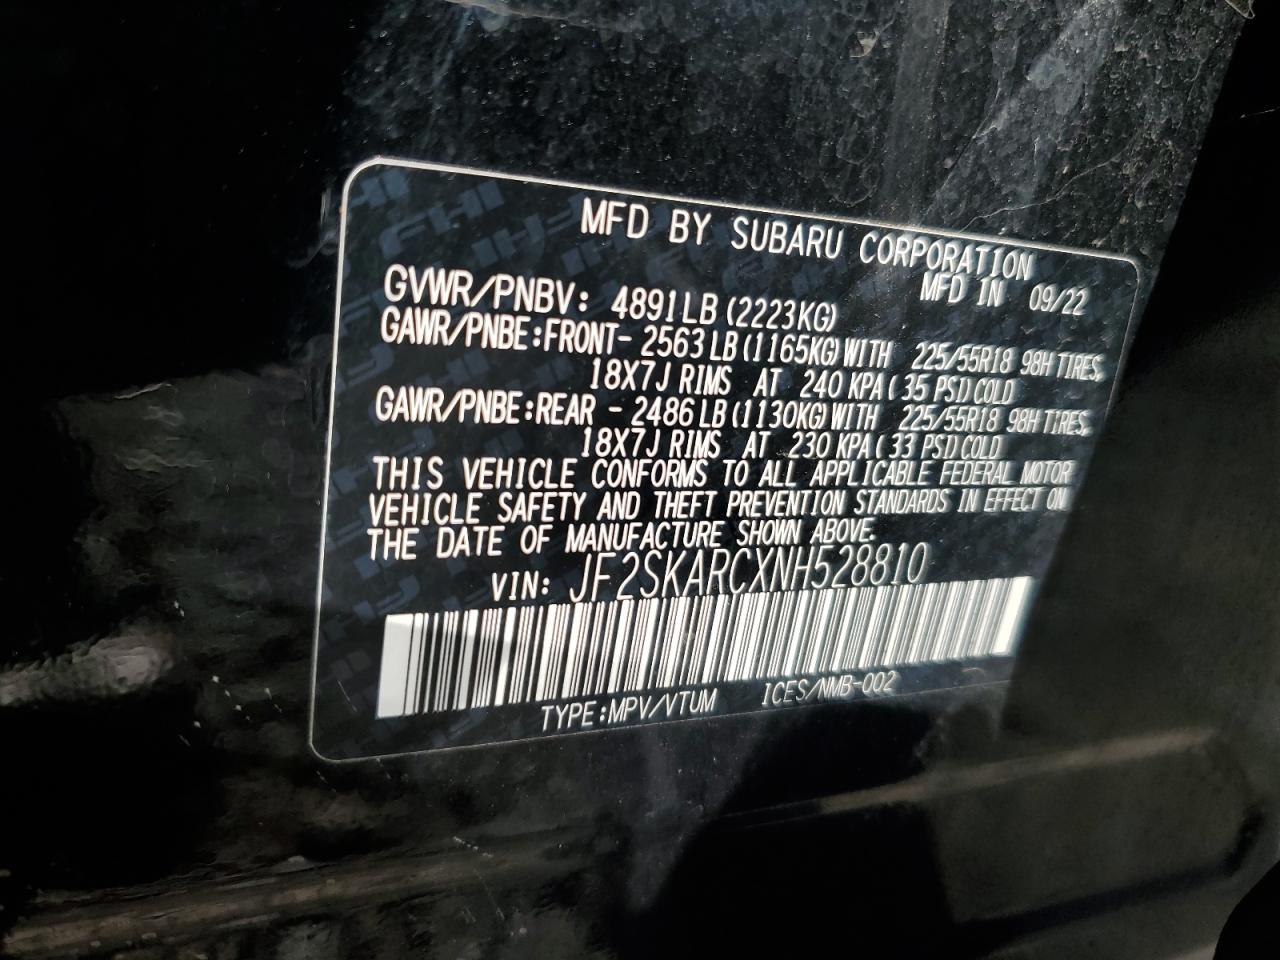 MFD BY SUBARU CORPORATION
MFD IN 09/22
GVWR/PNBV: 4891LB(2223KG)
GAWR/PNBE:FRONT- 2563LB(1165KG)WITH 225/55R18 98H TIRES,
18X7J RIMS AT 240 KPA(35 PSI)COLD
GAWR/PNBE:REAR - 2486LB(1130KG)WITH 225/55R18 98H TIRES,
18X7J RIMS AT 230 KPA(33 PSI)COLD
THIS VEHICLE CONFORMS TO ALL APPLICABLE FEDERAL MOTOR
VEHICLE SAFETY AND THEFT PREVENTION STANDARDS IN EFFECT ON
THE DATE OF MANUFACTURE SHOWN ABOVE.
VIN: JF2SKARCXNH528810
TYPE:MPV/VTUM ICES/NMB-002